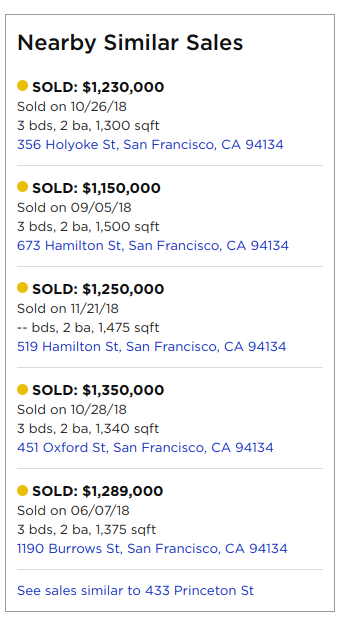 Nearby Similar Sales
SOLD: $1,230,000
Sold on 10/26/18
3 bds, 2 ba, 1,300 sqft
356 Holyoke St, San Francisco, CA 94134
SOLD: $1,150,000
Sold on 09/05/18
3 bds, 2 ba, 1,500 sqft
673 Hamilton St, San Francisco, CA 94134
SOLD: $1,250,000
Sold on 11/21/18
-- bds, 2 ba, 1,475 sqft
519 Hamilton St, San Francisco, CA 94134
SOLD: $1,350,000
Sold on 10/28/18
3 bds, 2 ba, 1,340 sqft
451 Oxford St, San Francisco, CA 94134
SOLD: $1,289,000
Sold on 06/07/18
3 bds, 2 ba, 1,375 sqft
1190 Burrows St, San Francisco, CA 94134
See sales similar to 433 Princeton St